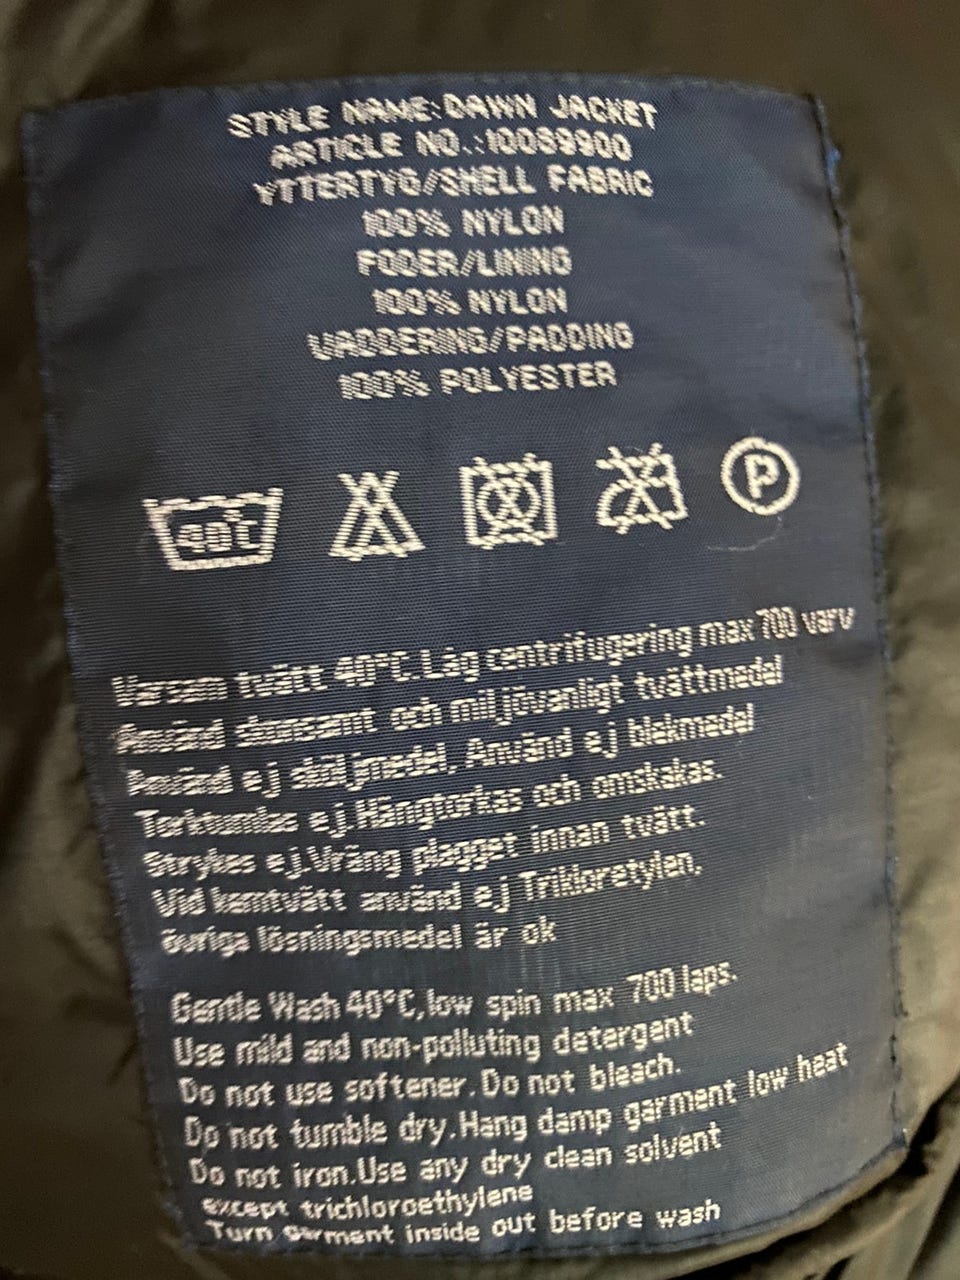 STYLE NAME:DAWN JACKET
ARTICLE NO.:10089900
YTTERTYG/SHELL FABRIC
100% NYLON
FODER/LINING
100% NYLON
VADDERING/PADDING
100% POLYESTER
40°C P
Varsam tvätt 40°C.Låg centrifugering max 700 varv
Använd skonsamt och miljövanligt tvättmedel
Använd ej sköljmedel, Använd ej blekmedel
Torktumlas ej.Hängtorkas och omskakas.
Strykes ej.Vräng plagget innan tvätt.
Vid kemtvätt använd ej Trikloretylen,
övriga lösningsmedel är ok
Gentle Wash 40°C,low spin max 700 laps.
Use mild and non-polluting detergent
Do not use softener.Do not bleach.
Do not tumble dry.Hang damp garment low heat
Do not iron.Use any dry clean solvent
except trichloroethylene
Turn garment inside out before wash